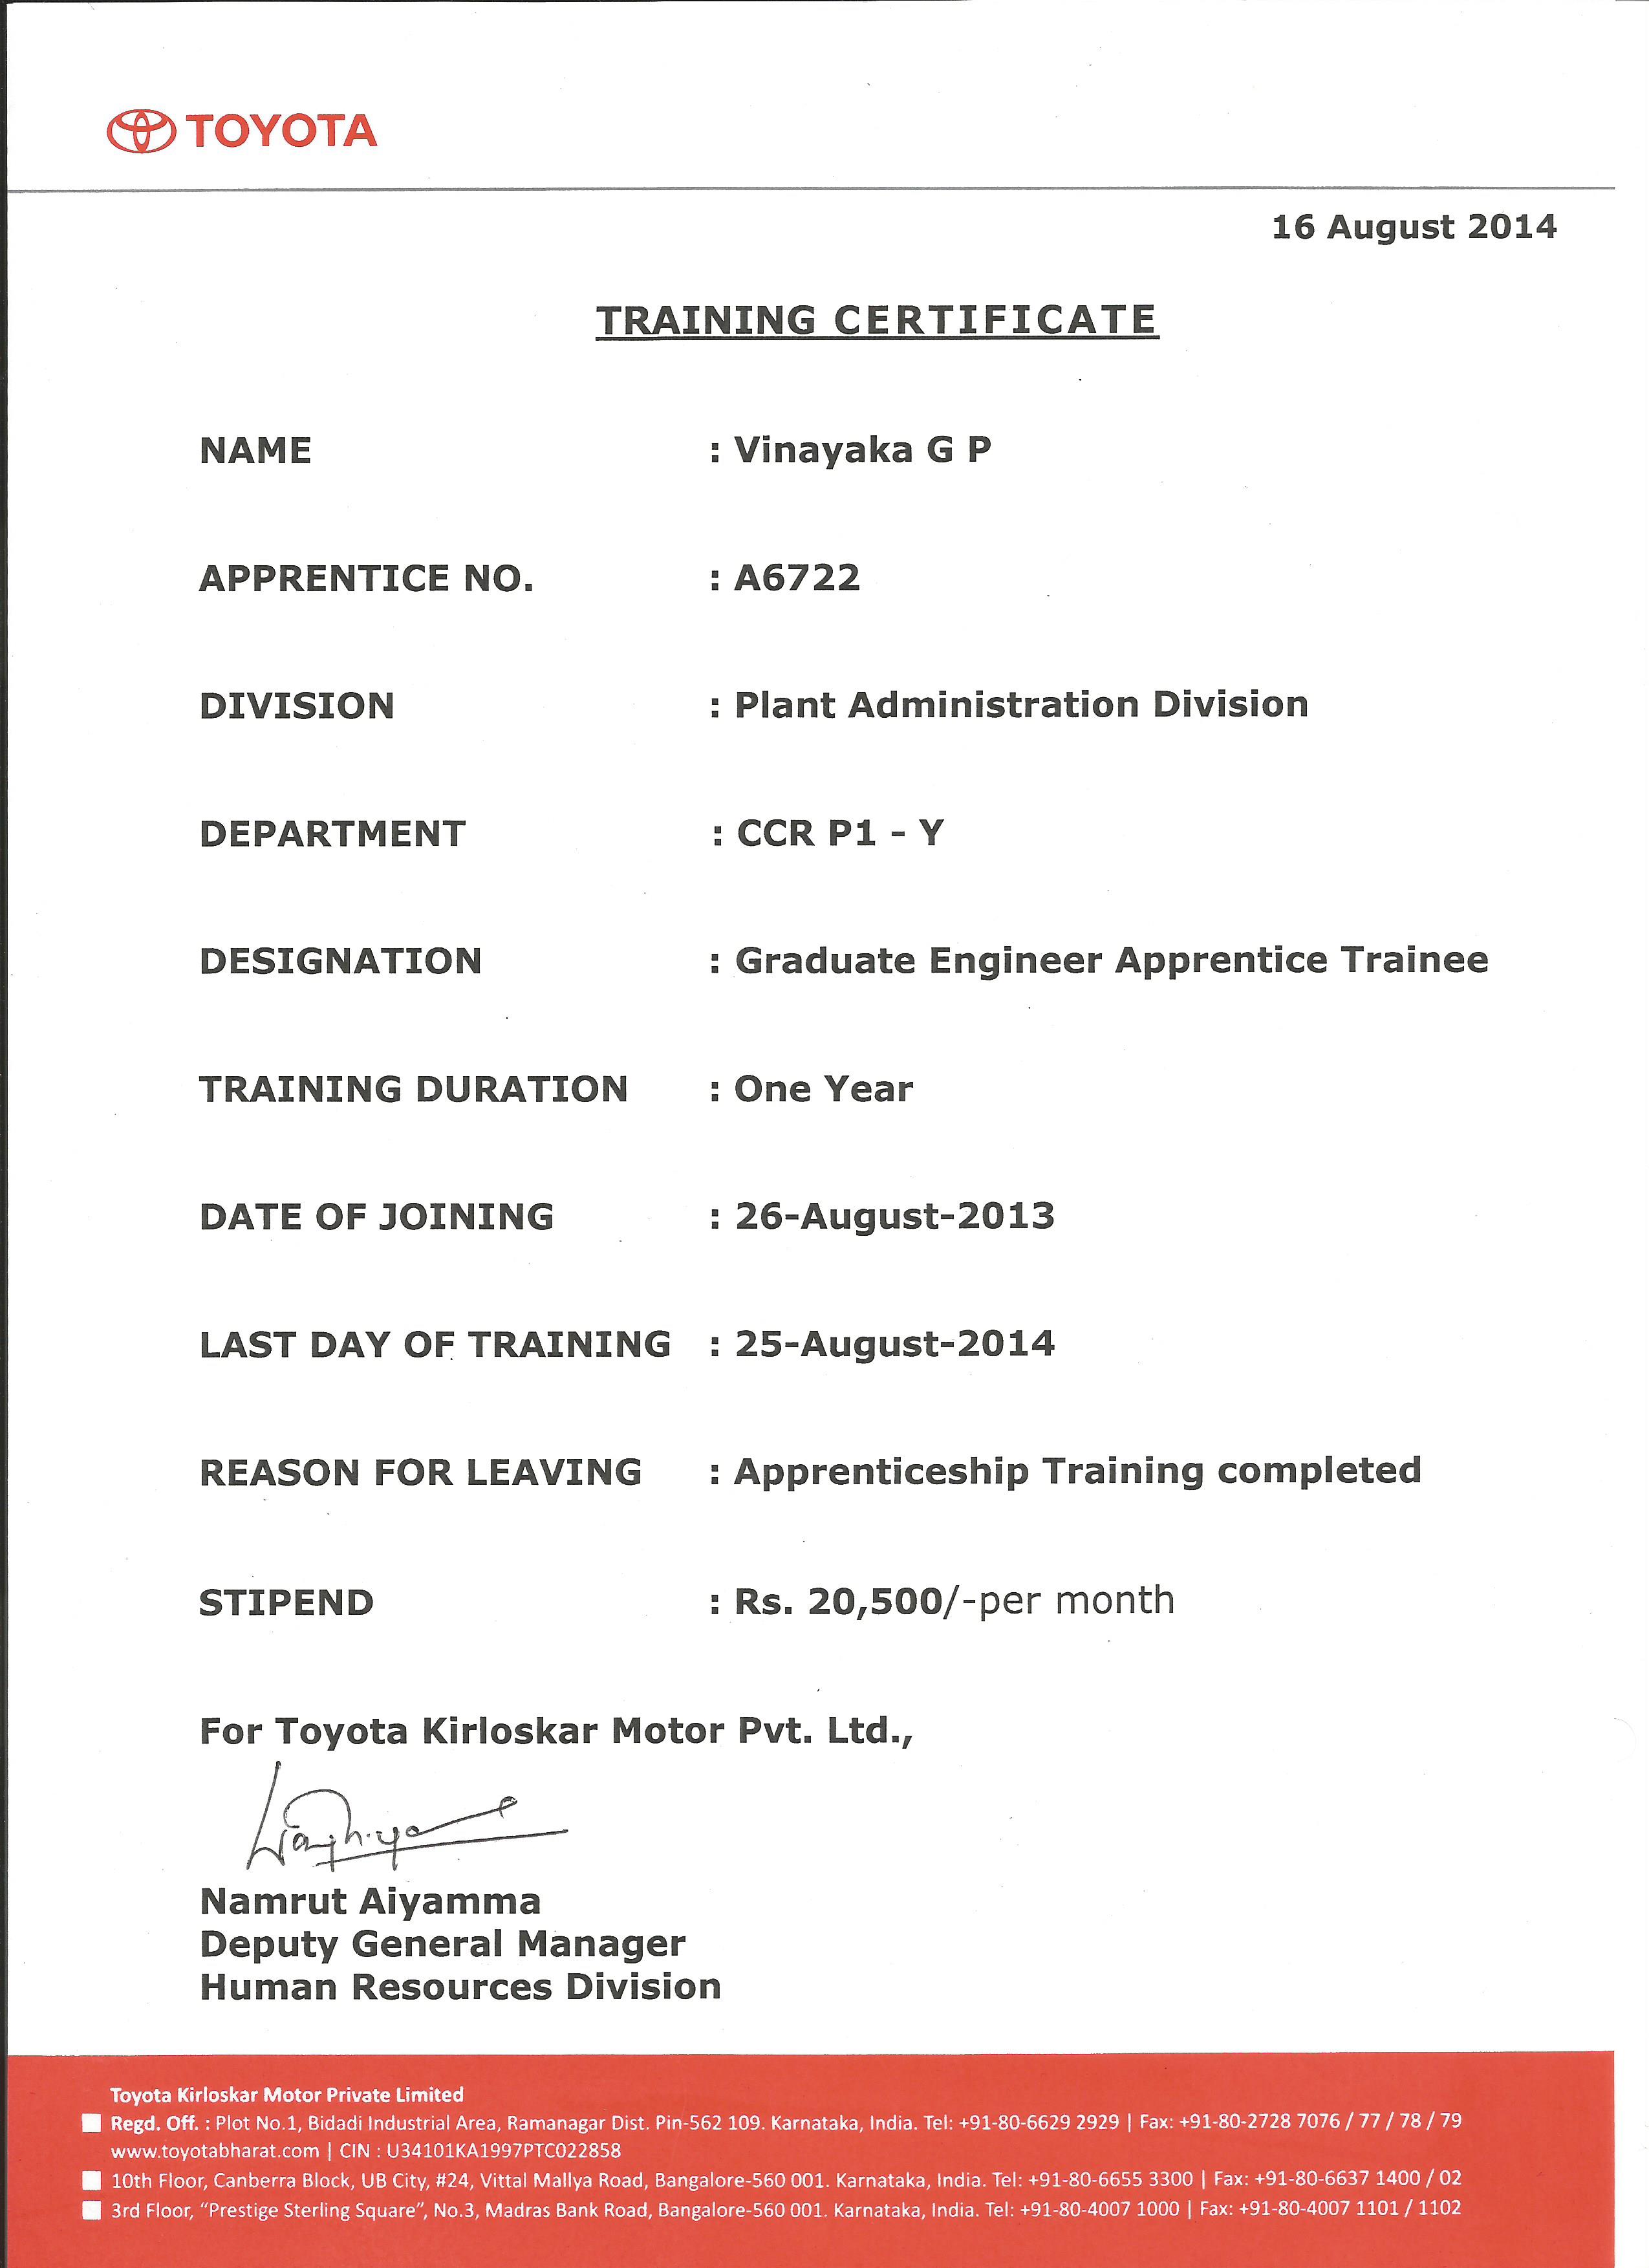 TOYOTA
16 August 2014
TRAINING CERTIFICATE
NAME : Vinayaka G P
APPRENTICE NO. : A6722
DIVISION : Plant Administration Division
DEPARTMENT : CCR P1 - Y
DESIGNATION : Graduate Engineer Apprentice Trainee
TRAINING DURATION : One Year
DATE OF JOINING : 26-August-2013
LAST DAY OF TRAINING : 25-August-2014
REASON FOR LEAVING : Apprenticeship Training completed
STIPEND : Rs. 20,500/-per month
For Toyota Kirloskar Motor Pvt. Ltd.,
Namrut Aiyamma
Deputy General Manager
Human Resources Division
Toyota Kirloskar Motor Private Limited
Regd. Off. : Plot No.1, Bidadi Industrial Area, Ramanagar Dist. Pin-562 109. Karnataka, India. Tel: +91-80-6629 2929 | Fax: +91-80-2728 7076 / 77 / 78 / 79
www.toyotabharat.com | CIN : U34101KA1997PTC022858
10th Floor, Canberra Block, UB City, #24, Vittal Mallya Road, Bangalore-560 001. Karnataka, India. Tel: +91-80-6655 3300 | Fax: +91-80-6637 1400 / 02
3rd Floor, “Prestige Sterling Square”, No.3, Madras Bank Road, Bangalore-560 001. Karnataka, India. Tel: +91-80-4007 1000 | Fax: +91-80-4007 1101 / 1102